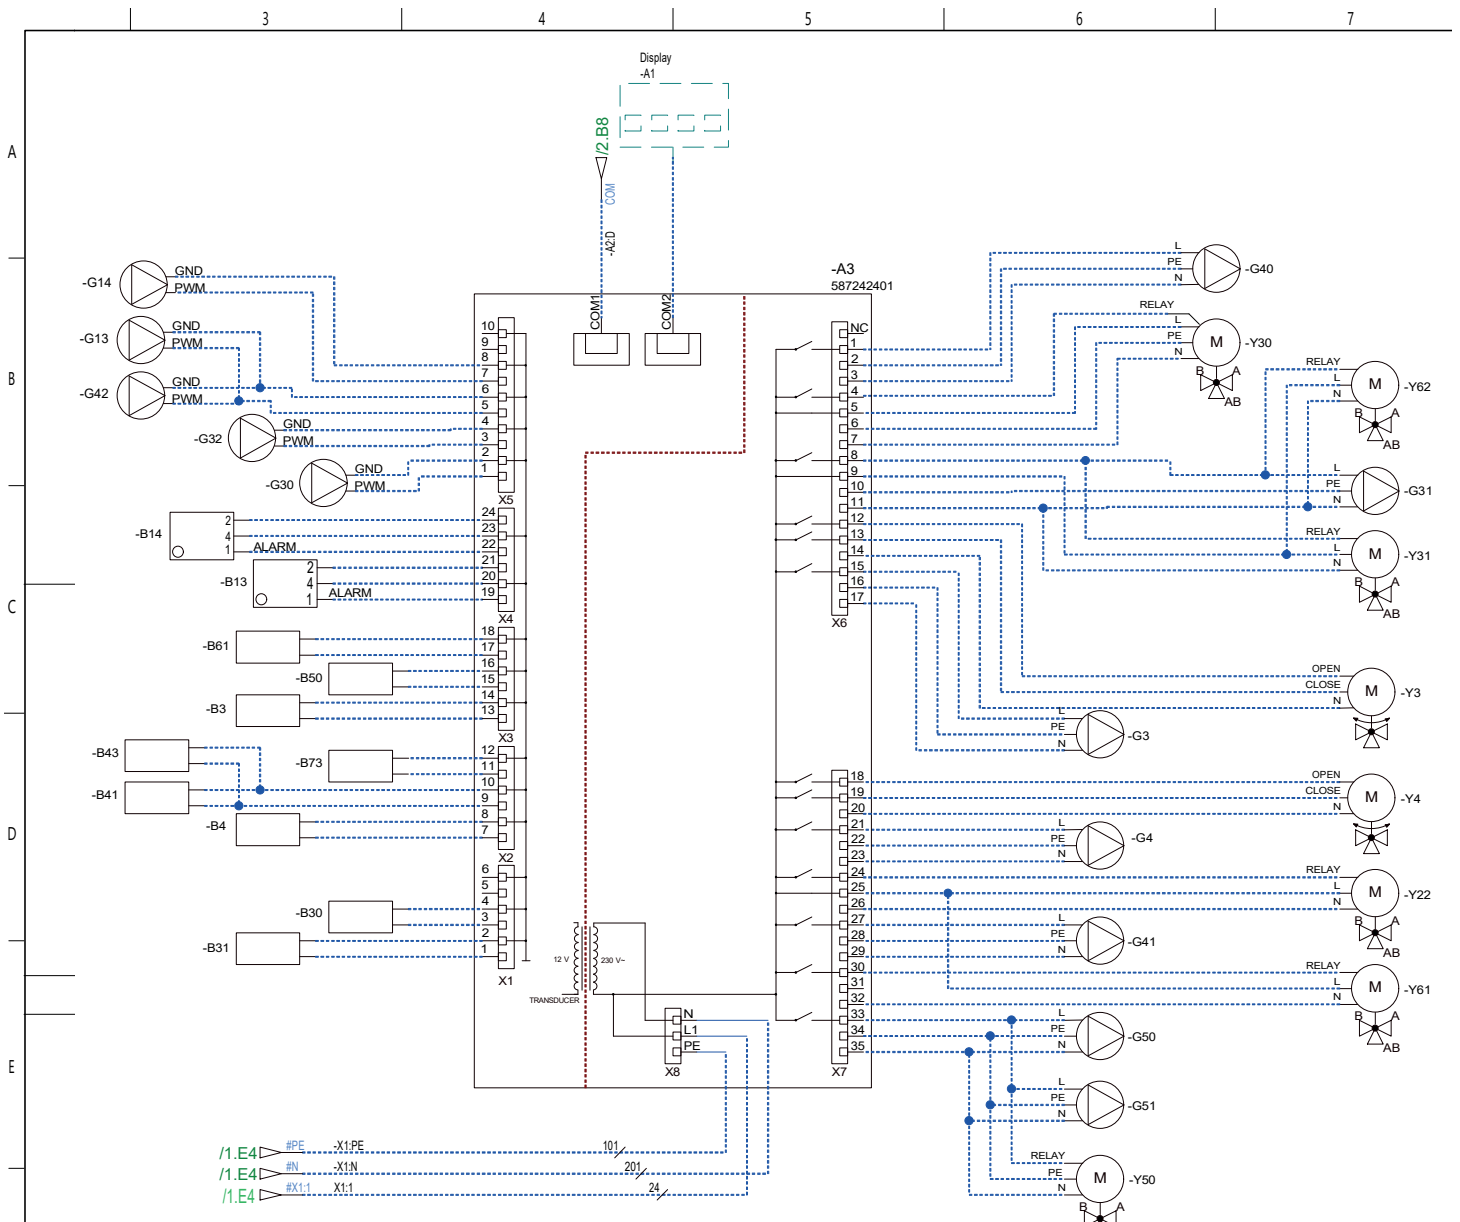 3 4 5 6 7
A
B
C
D
E
Display
-A1
/2.B8
COM
-A2:D
-A3
587242401
COM1
COM2
-G14
GND
PWM
-G13
GND
PWM
-G42
GND
PWM
-G32
GND
PWM
-G30
GND
PWM
10
9
8
7
6
5
4
3
2
1
X5
-B14
2
4
1
ALARM
-B13
2
4
1
ALARM
24
23
22
21
20
19
X4
-B61
-B50
-B3
18
17
16
15
14
13
X3
-B43
-B73
-B41
-B4
12
11
10
9
8
7
X2
-B30
-B31
6
5
4
3
2
1
X1
12 V
230 V~
TRANSDUCER
N
L1
PE
X8
NC
1
2
3
4
5
6
7
8
9
10
11
12
13
14
15
16
17
X6
18
19
20
21
22
23
24
25
26
27
28
29
30
31
32
33
34
35
X7
L
PE
N
-G40
RELAY
L
PE
N
M
-Y30
B A
AB
RELAY
L
N
M
-Y62
B A
AB
L
PE
N
-G31
RELAY
L
N
M
-Y31
B A
AB
OPEN
CLOSE
N
M
-Y3
L
PE
N
-G3
OPEN
CLOSE
N
M
-Y4
L
PE
N
-G4
RELAY
L
N
M
-Y22
B A
AB
L
PE
N
-G41
RELAY
L
N
M
-Y61
B A
AB
L
PE
N
-G50
L
PE
N
-G51
RELAY
PE
N
M
-Y50
B A
/1.E4 #PE -X1:PE 101
/1.E4 #N -X1:N 201
/1.E4 #X1:1 X1:1 24